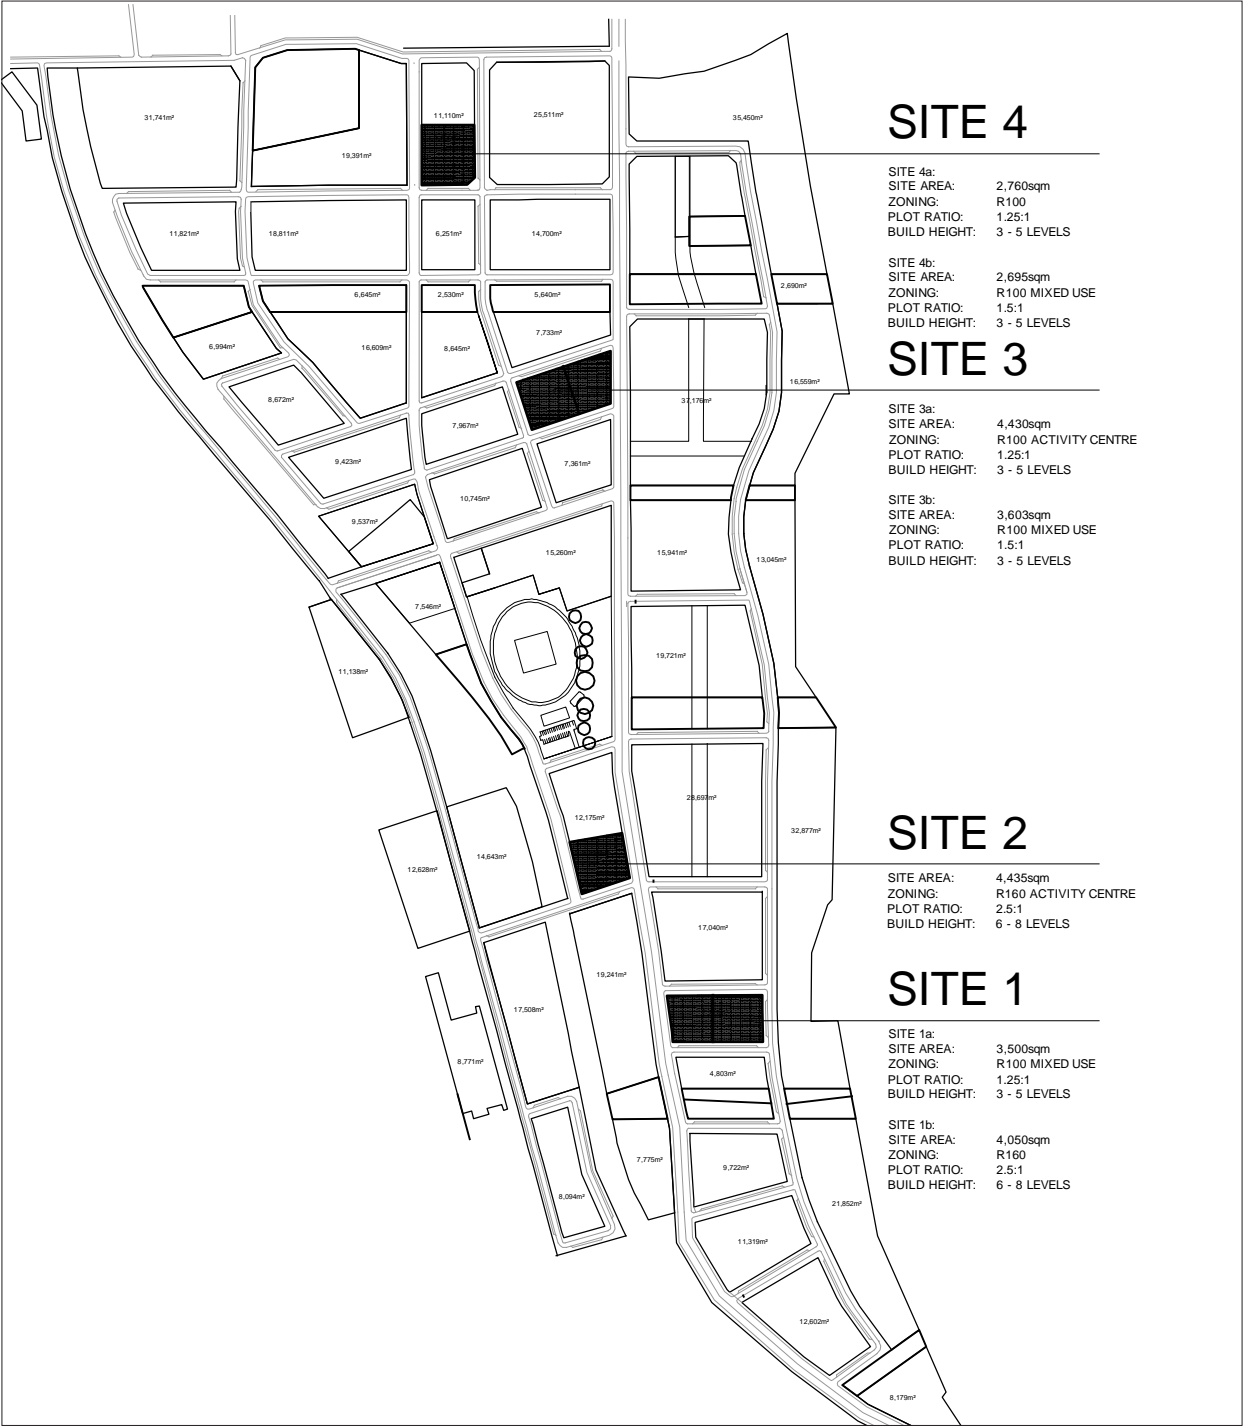 31,741m²
19,391m²
11,110m²
25,511m²
35,450m²
11,821m²
18,811m²
6,251m²
14,700m²
2,690m²
6,645m²
2,530m²
5,640m²
6,994m²
16,609m²
8,645m²
7,733m²
16,559m²
8,672m²
37,176m²
7,967m²
9,423m²
7,361m²
10,745m²
9,537m²
15,260m²
15,941m²
13,045m²
7,546m²
11,138m²
19,721m²
28,697m²
12,175m²
32,877m²
14,643m²
12,628m²
17,040m²
19,241m²
17,508m²
8,771m²
4,803m²
7,775m²
9,722m²
8,094m²
21,852m²
11,319m²
12,602m²
8,179m²
SITE 4
SITE 4a:
SITE AREA: 2,760sqm
ZONING: R100
PLOT RATIO: 1.25:1
BUILD HEIGHT: 3 - 5 LEVELS
SITE 4b:
SITE AREA: 2,695sqm
ZONING: R100 MIXED USE
PLOT RATIO: 1.5:1
BUILD HEIGHT: 3 - 5 LEVELS
SITE 3
SITE 3a:
SITE AREA: 4,430sqm
ZONING: R100 ACTIVITY CENTRE
PLOT RATIO: 1.25:1
BUILD HEIGHT: 3 - 5 LEVELS
SITE 3b:
SITE AREA: 3,603sqm
ZONING: R100 MIXED USE
PLOT RATIO: 1.5:1
BUILD HEIGHT: 3 - 5 LEVELS
SITE 2
SITE AREA: 4,435sqm
ZONING: R160 ACTIVITY CENTRE
PLOT RATIO: 2.5:1
BUILD HEIGHT: 6 - 8 LEVELS
SITE 1
SITE 1a:
SITE AREA: 3,500sqm
ZONING: R100 MIXED USE
PLOT RATIO: 1.25:1
BUILD HEIGHT: 3 - 5 LEVELS
SITE 1b:
SITE AREA: 4,050sqm
ZONING: R160
PLOT RATIO: 2.5:1
BUILD HEIGHT: 6 - 8 LEVELS